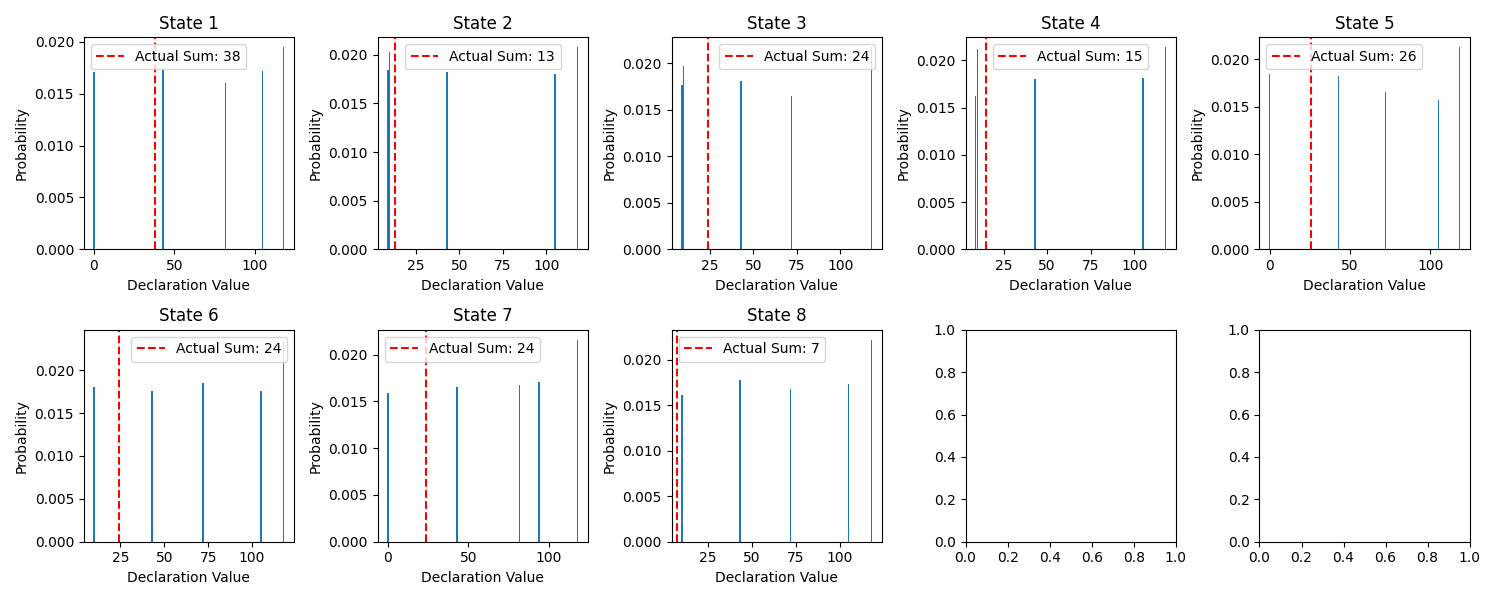 State 1
State 2
State 3
State 4
State 5
Probability
0.020
0.015
0.010
0.005
0.000
Actual Sum: 38
0 50 100
Declaration Value
Probability
0.020
0.015
0.010
0.005
0.000
Actual Sum: 13
25 50 75 100
Declaration Value
Probability
0.020
0.015
0.010
0.005
0.000
Actual Sum: 24
25 50 75 100
Declaration Value
Probability
0.020
0.015
0.010
0.005
0.000
Actual Sum: 15
25 50 75 100
Declaration Value
Probability
0.020
0.015
0.010
0.005
0.000
Actual Sum: 26
0 50 100
Declaration Value
State 6
State 7
State 8
Probability
0.020
0.015
0.010
0.005
0.000
Actual Sum: 24
25 50 75 100
Declaration Value
Probability
0.020
0.015
0.010
0.005
0.000
Actual Sum: 24
0 50 100
Declaration Value
Probability
0.020
0.015
0.010
0.005
0.000
Actual Sum: 7
25 50 75 100
Declaration Value
1.0
0.8
0.6
0.4
0.2
0.0
0.0 0.2 0.4 0.6 0.8 1.0
1.0
0.8
0.6
0.4
0.2
0.0
0.0 0.2 0.4 0.6 0.8 1.0